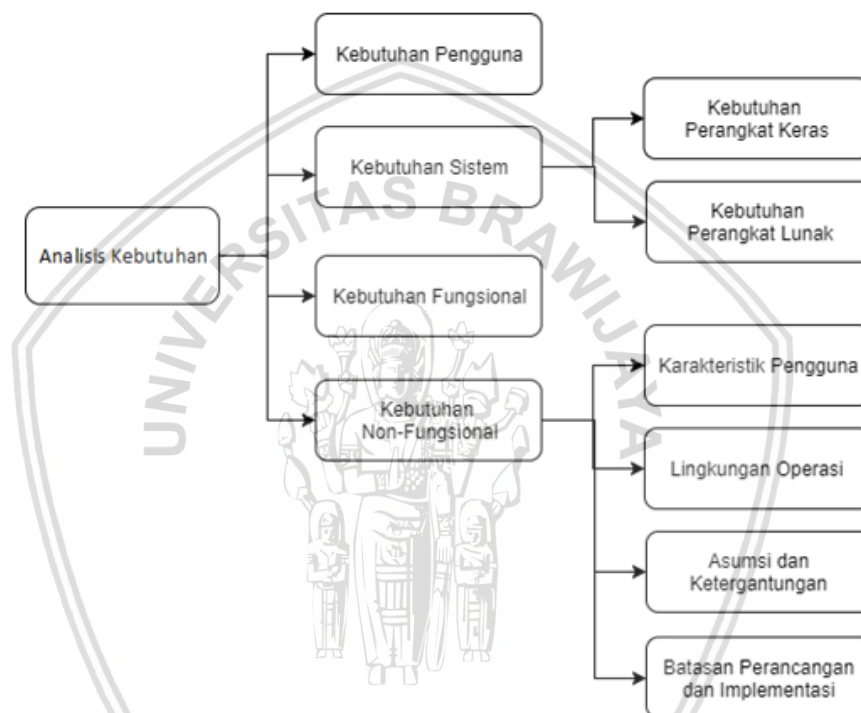 Kebutuhan Pengguna
Kebutuhan
Perangkat Keras
Kebutuhan Sistem
Kebutuhan
Perangkat Lunak
Analisis Kebutuhan
Kebutuhan Fungsional
Karakteristik Pengguna
Kebutuhan
Non-Fungsional
Lingkungan Operasi
Asumsi dan
Ketergantungan
Batasan Perancangan
dan Implementasi
UNIVERSITAS BRAWIJAYA